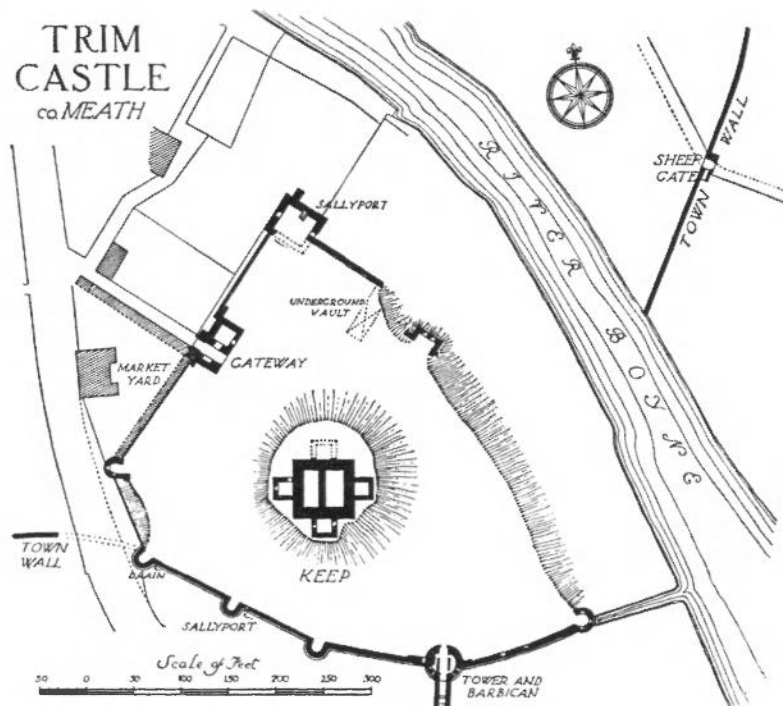 TRIM
CASTLE
co MEATH
SHEEP
GATE
TOWN WALL
RIVER BOYNE
SALLYPORT
UNDERGROUND
VAULT
GATEWAY
MARKET
YARD
KEEP
TOWN
WALL
DRAIN
SALLYPORT
TOWER AND
BARBICAN
Scale of Feet
50 0 50 100 150 200 250 300